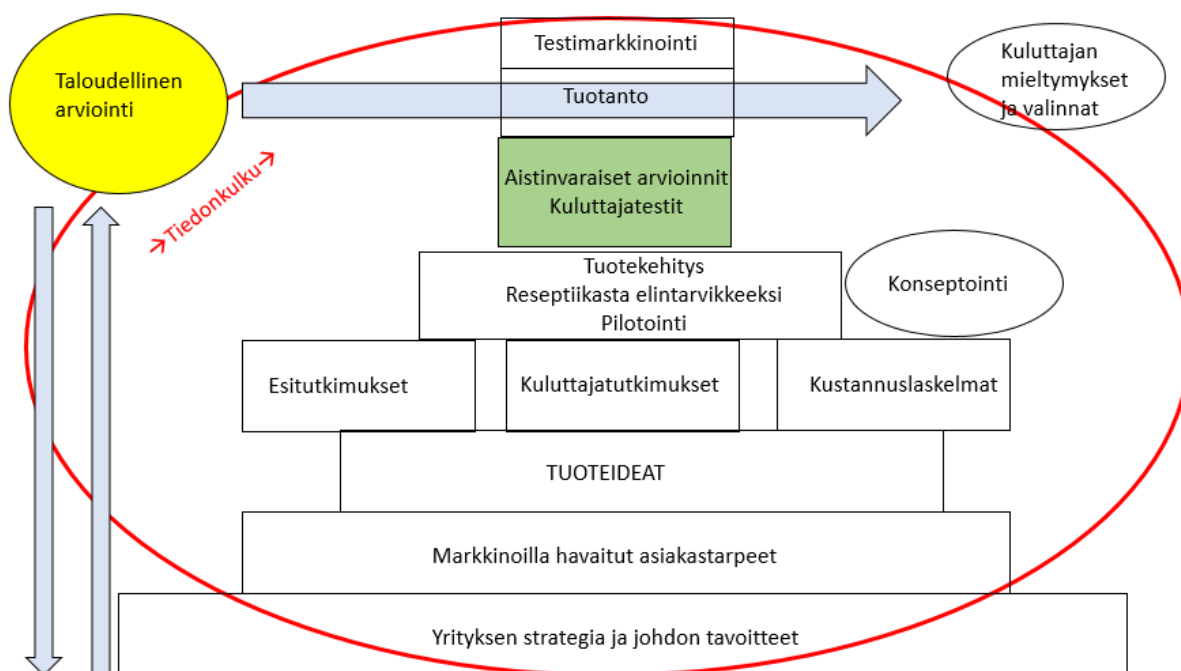 Testimarkkinointi
Taloudellinen
arviointi
Kuluttajan
mieltymykset
ja valinnat
Tuotanto
→Tiedonkulku→
Aistinvaraiset arvioinnit
Kuluttajatestit
Tuotekehitys
Reseptiikasta elintarvikkeeksi
Pilotointi
Konseptointi
Esitutkimukset
Kuluttajatutkimukset
Kustannuslaskelmat
TUOTEIDEAT
Markkinoilla havaitut asiakastarpeet
Yrityksen strategia ja johdon tavoitteet